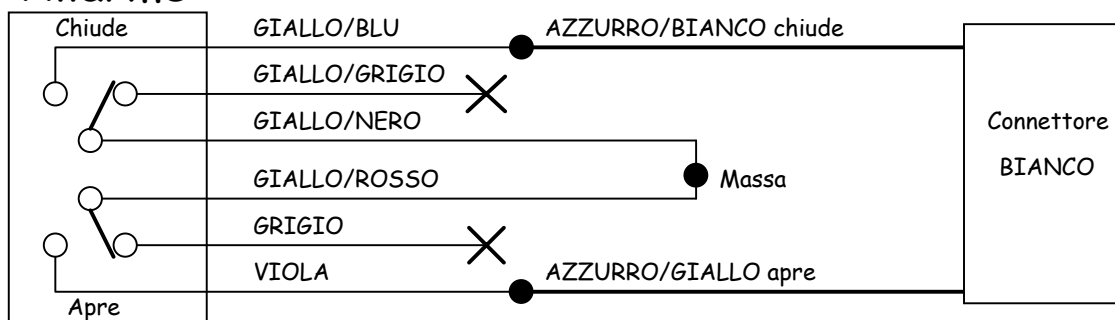 Chiude
GIALLO/BLU
AZZURRO/BIANCO chiude
GIALLO/GRIGIO
GIALLO/NERO
Connettore
BIANCO
GIALLO/ROSSO
Massa
GRIGIO
VIOLA
AZZURRO/GIALLO apre
Apre